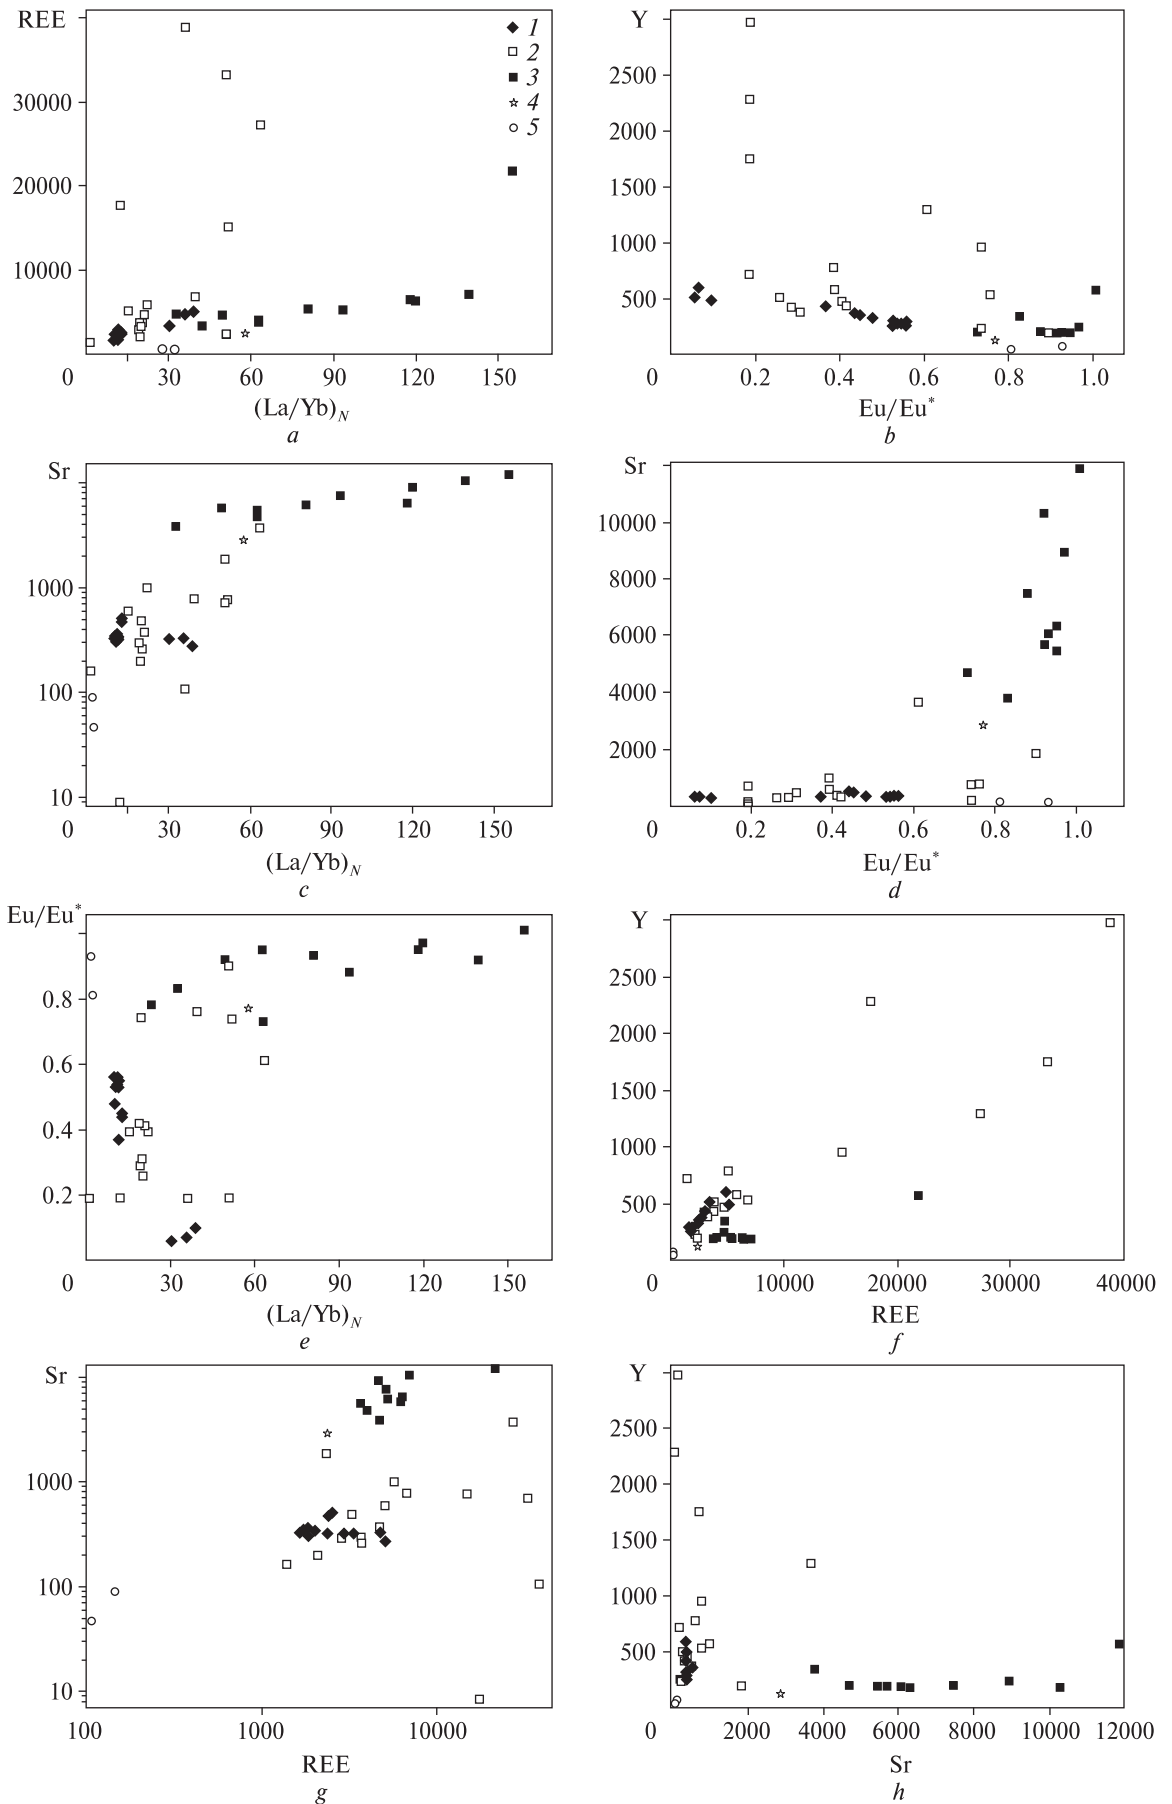 REE
30000
20000
10000
0 30 60 90 120 150
(La/Yb)N
a
1
2
3
4
5
Y
2500
2000
1500
1000
500
0 0.2 0.4 0.6 0.8 1.0
Eu/Eu*
b
Sr
1000
100
10
0 30 60 90 120 150
(La/Yb)N
c
Sr
10000
8000
6000
4000
2000
0 0.2 0.4 0.6 0.8 1.0
Eu/Eu*
d
Eu/Eu*
0.8
0.6
0.4
0.2
0 30 60 90 120 150
(La/Yb)N
e
Y
2500
2000
1500
1000
500
0 10000 20000 30000 40000
REE
f
Sr
1000
100
10
100 1000 10000
REE
g
Y
2500
2000
1500
1000
500
0 2000 4000 6000 8000 10000 12000
Sr
h